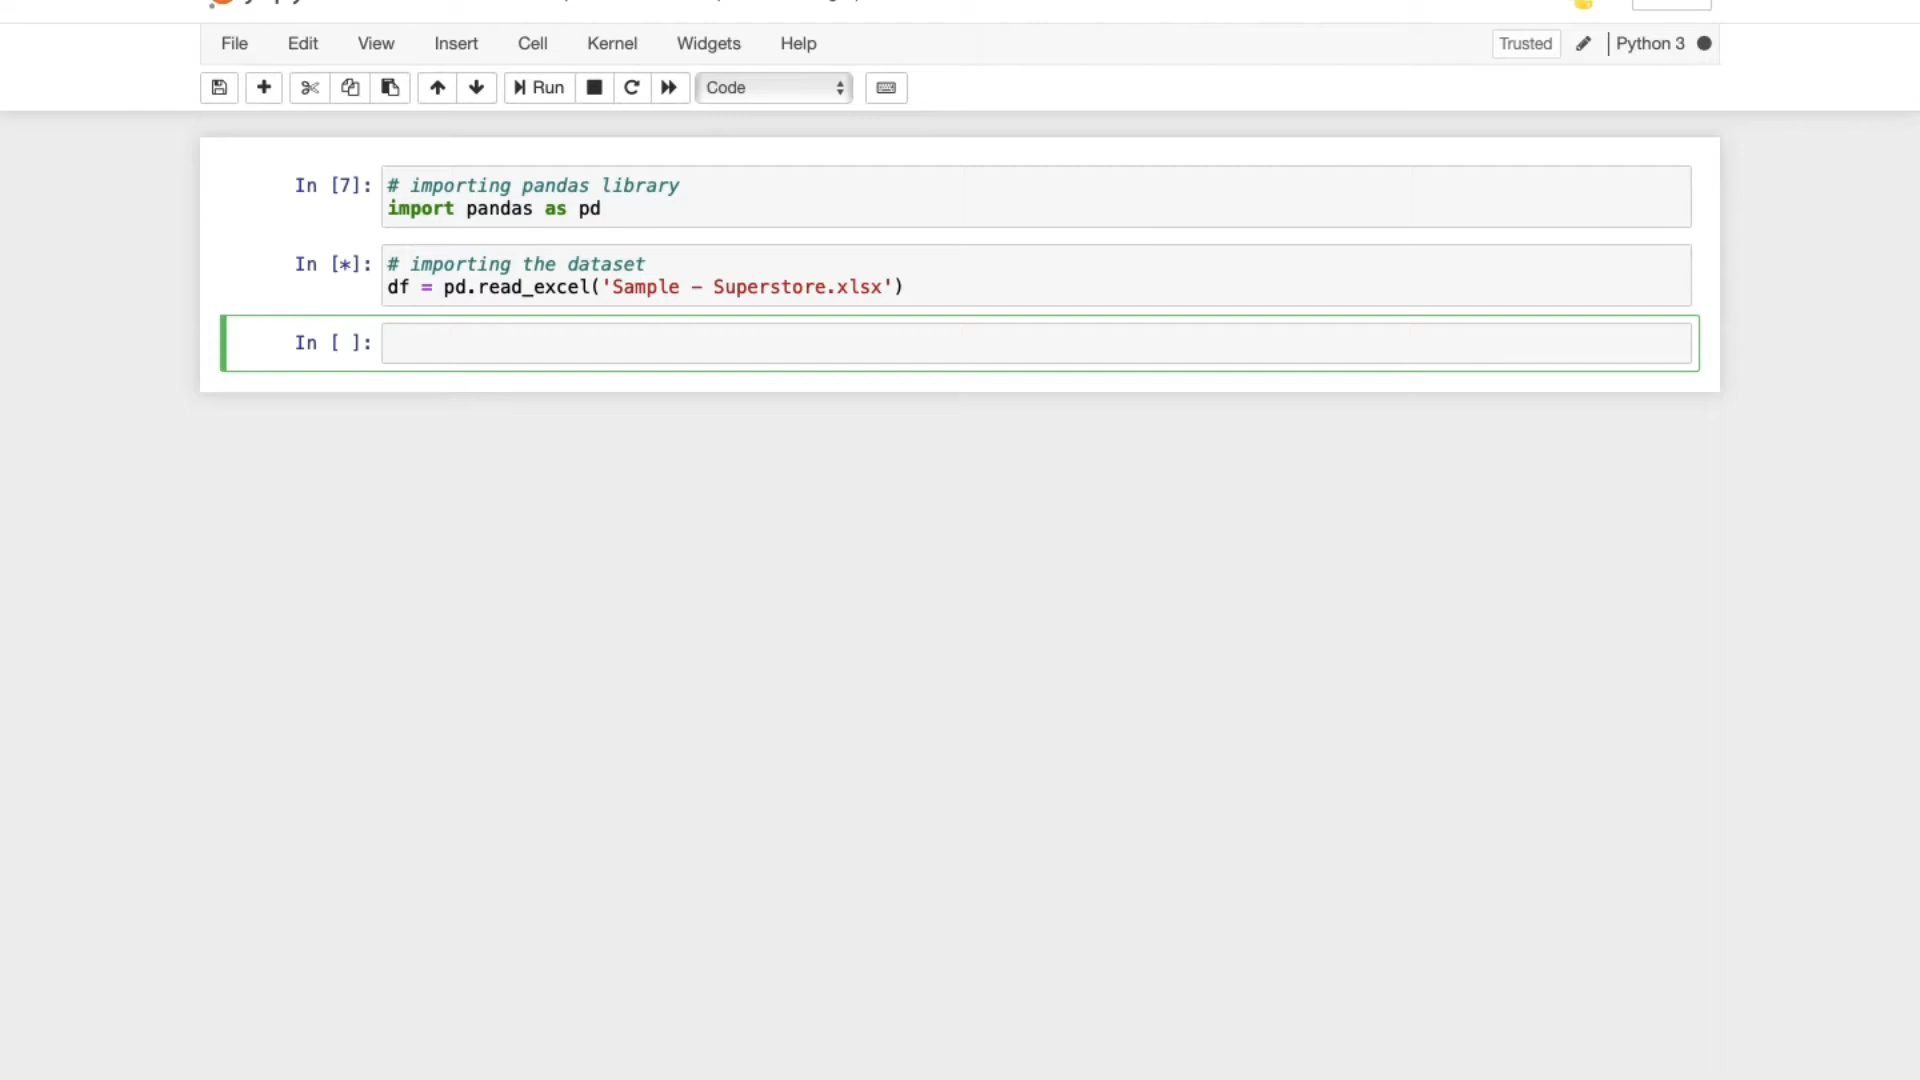 File Edit View Insert Cell Kernel Widgets Help Trusted Python 3
Run Code
In [7]: # importing pandas library
import pandas as pd
In [*]: # importing the dataset
df = pd.read_excel('Sample - Superstore.xlsx')
In [ ]: